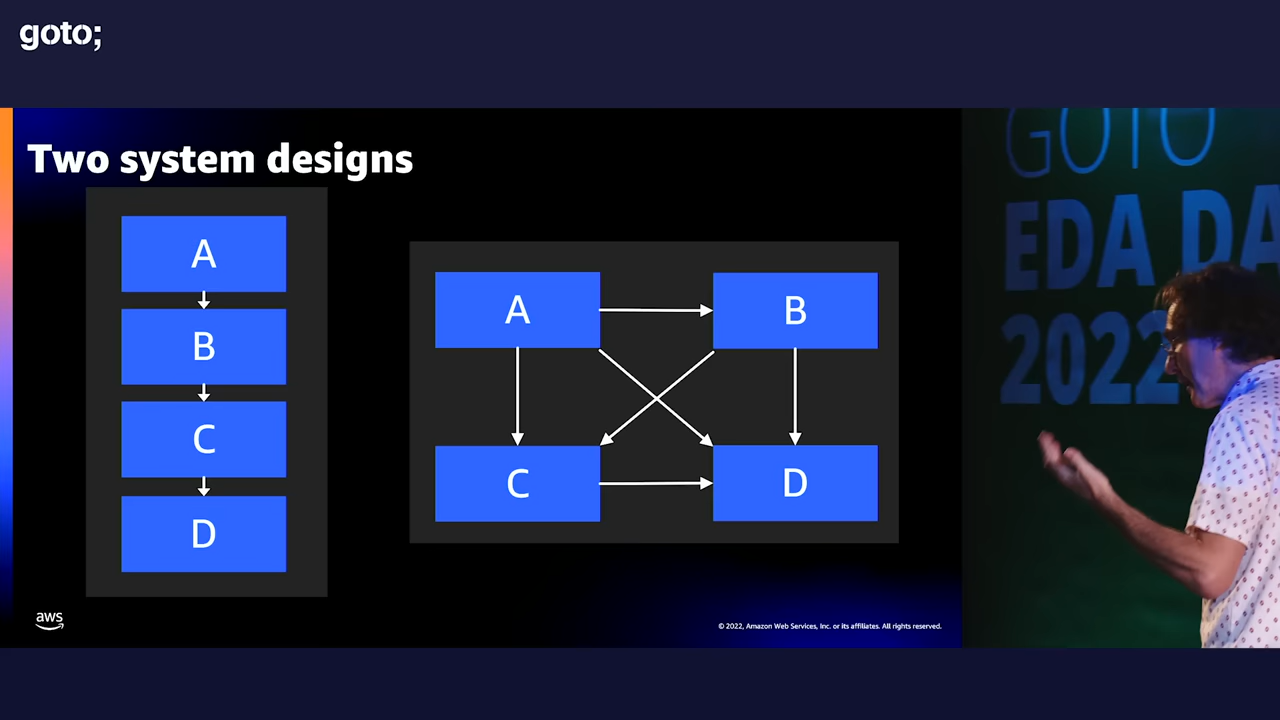 goto;
Two system designs
A
B
C
D
A
B
C
D
aws
© 2022, Amazon Web Services, Inc. or its affiliates. All rights reserved.
GOTO
EDA DA
2022